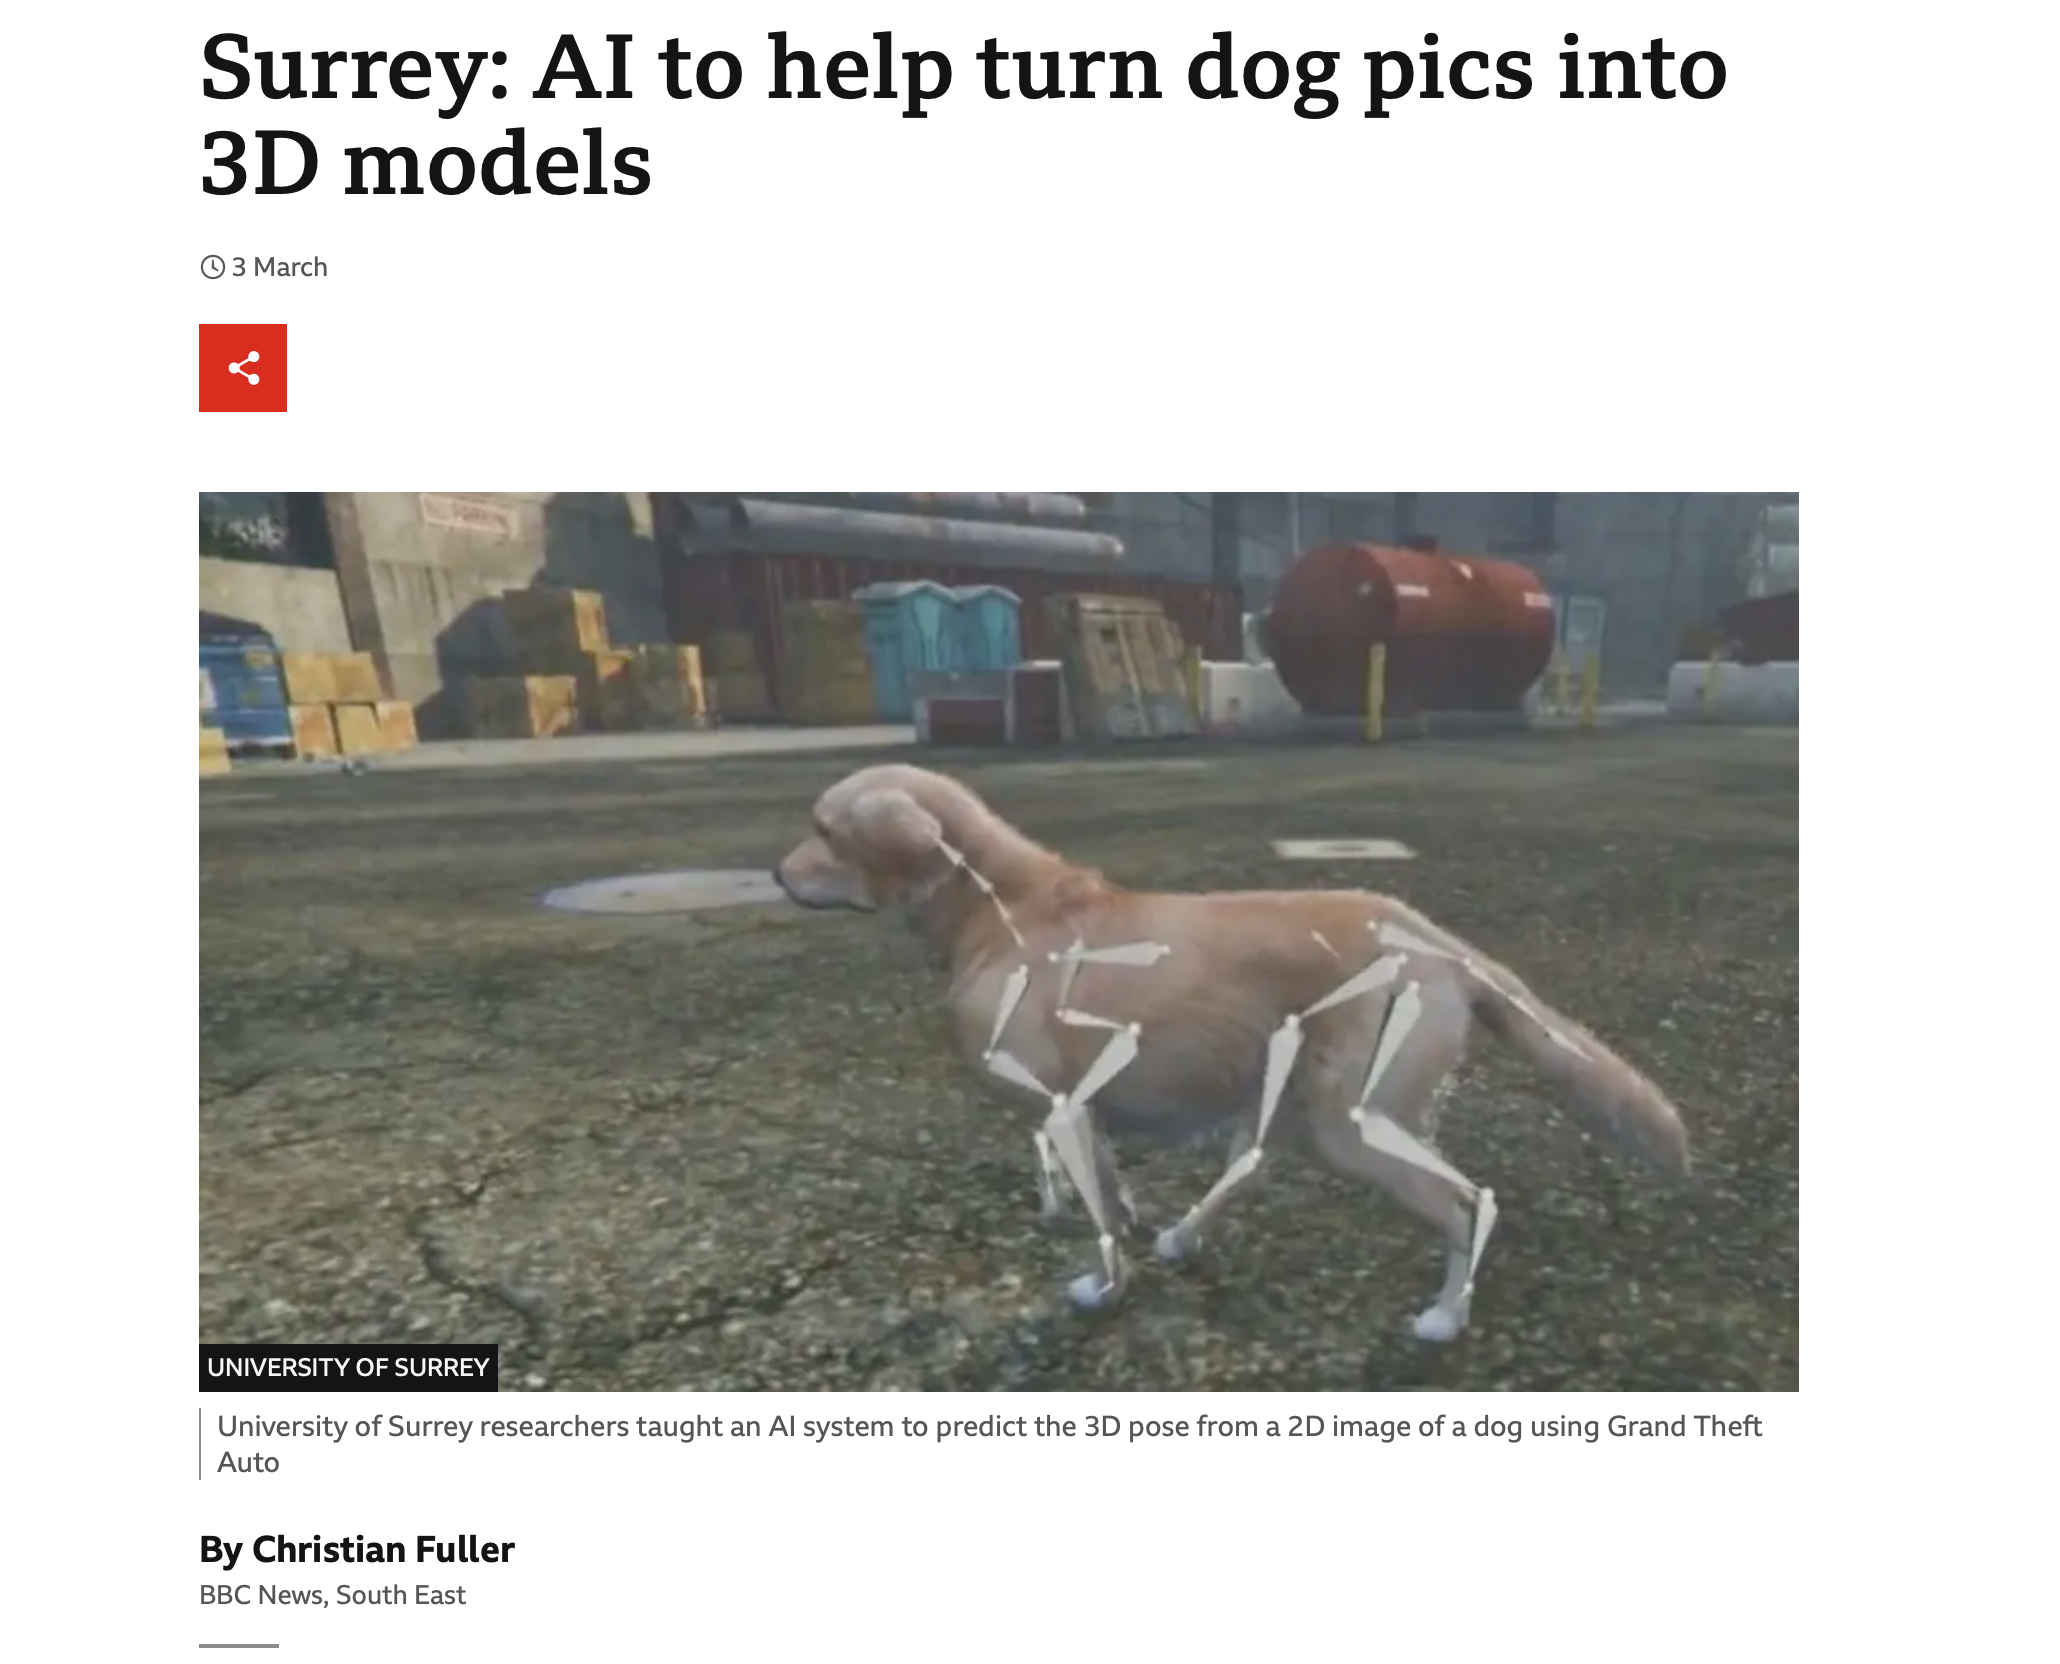 Surrey: AI to help turn dog pics into
3D models
3 March
UNIVERSITY OF SURREY
University of Surrey researchers taught an AI system to predict the 3D pose from a 2D image of a dog using Grand Theft
Auto
By Christian Fuller
BBC News, South East